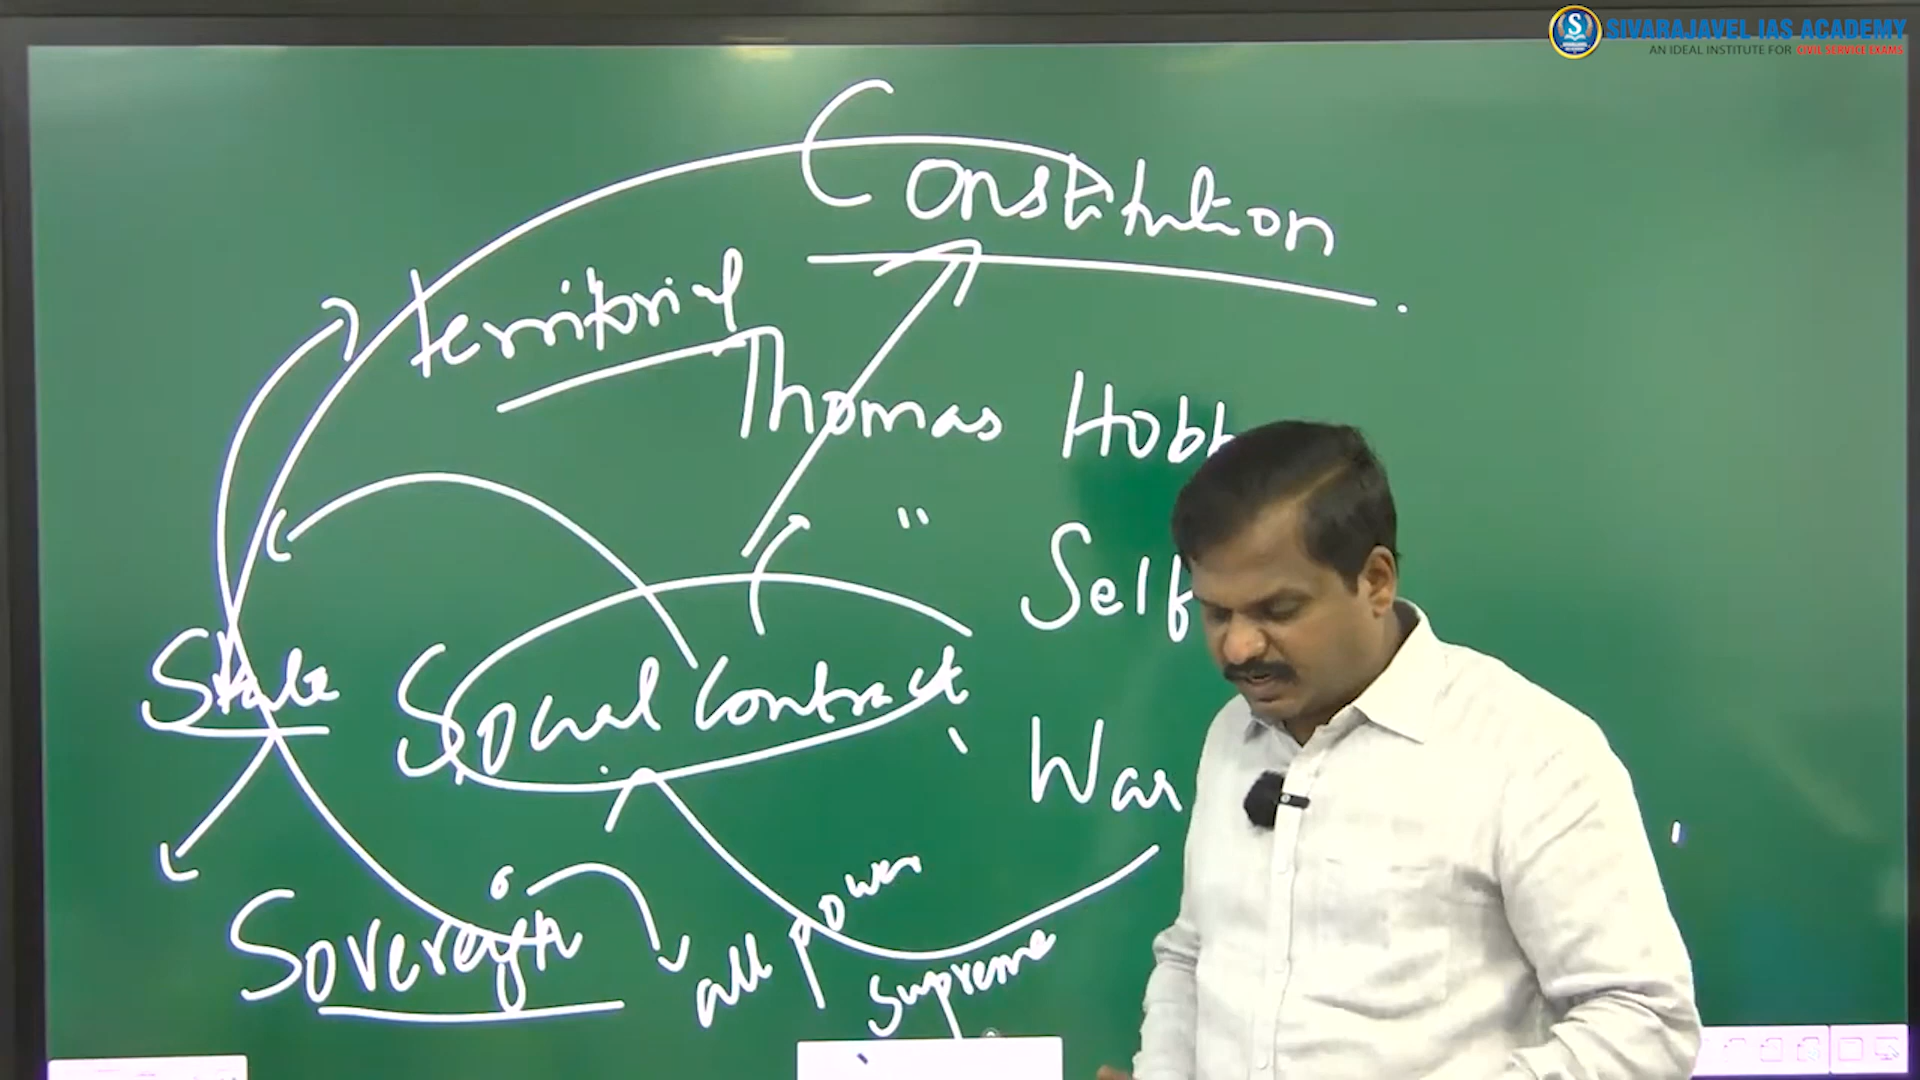 SIVARAJAVEL IAS ACADEMY
AN IDEAL INSTITUTE FOR CIVIL SERVICE EXAMS
Constitution
Territorial
Thomas Hobb
"
Self
State
Social Contract
War
Sovereign
all power
Supreme